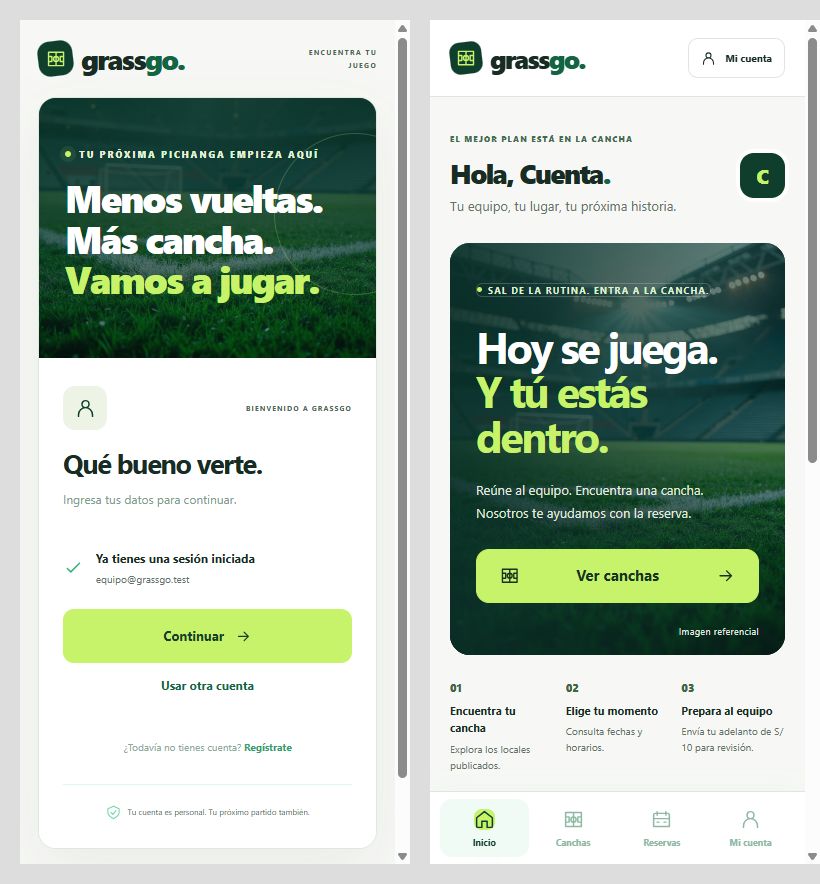 grassgo.
ENCUENTRA TU
JUEGO
TU PRÓXIMA PICHANGA EMPIEZA AQUÍ
Menos vueltas.
Más cancha.
Vamos a jugar.
BIENVENIDO A GRASSGO
Qué bueno verte.
Ingresa tus datos para continuar.
Ya tienes una sesión iniciada
equipo@grassgo.test
Continuar
Usar otra cuenta
¿Todavía no tienes cuenta? Regístrate
Tu cuenta es personal. Tu próximo partido también.
grassgo.
Mi cuenta
EL MEJOR PLAN ESTÁ EN LA CANCHA
Hola, Cuenta.
C
Tu equipo, tu lugar, tu próxima historia.
SAL DE LA RUTINA. ENTRA A LA CANCHA.
Hoy se juega.
Y tú estás
dentro.
Reúne al equipo. Encuentra una cancha.
Nosotros te ayudamos con la reserva.
Ver canchas
Imagen referencial
01
Encuentra tu
cancha
Explora los locales
publicados.
02
Elige tu momento
Consulta fechas y
horarios.
03
Prepara al equipo
Envía tu adelanto de S/
10 para revisión.
Inicio
Canchas
Reservas
Mi cuenta